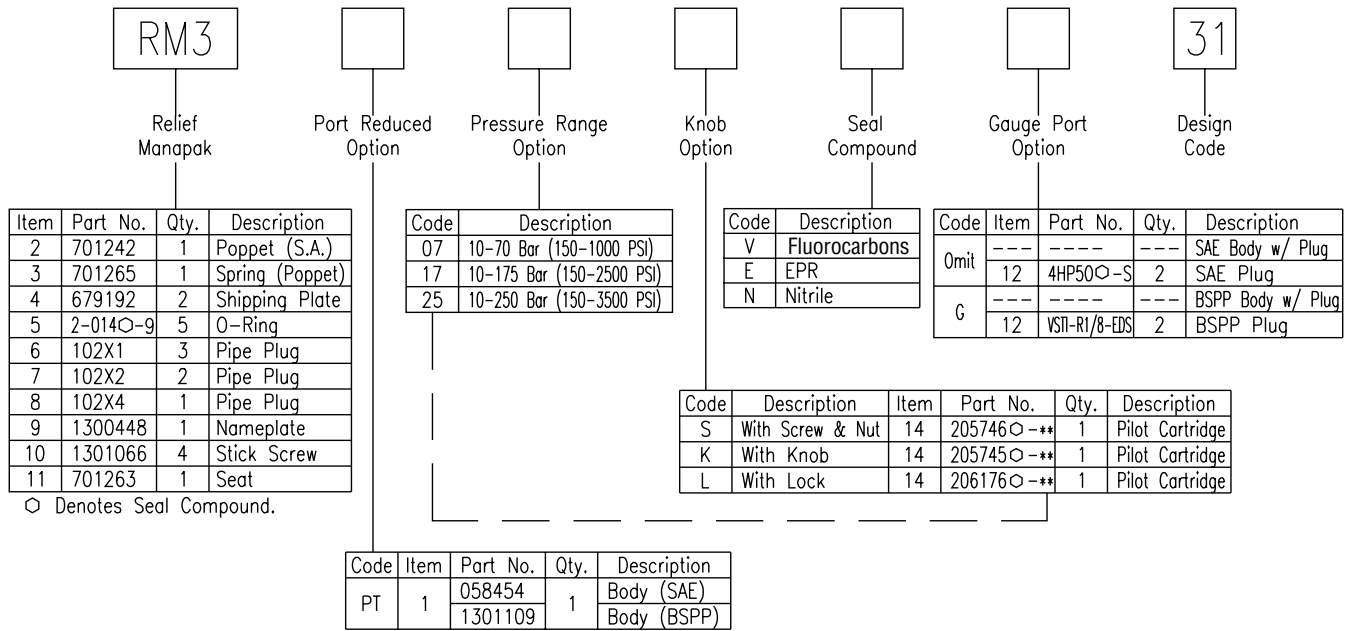 RM3 31
Relief Manapak
Port Reduced Option
Pressure Range Option
Knob Option
Seal Compound
Gauge Port Option
Design Code
Item Part No. Qty. Description
2 701242 1 Poppet (S.A.)
3 701265 1 Spring (Poppet)
4 679192 2 Shipping Plate
5 2-014⬡-9 5 O-Ring
6 102X1 3 Pipe Plug
7 102X2 2 Pipe Plug
8 102X4 1 Pipe Plug
9 1300448 1 Nameplate
10 1301066 4 Stick Screw
11 701263 1 Seat
⬡ Denotes Seal Compound.
Code Description
07 10-70 Bar (150-1000 PSI)
17 10-175 Bar (150-2500 PSI)
25 10-250 Bar (150-3500 PSI)
Code Description
V Fluorocarbons
E EPR
N Nitrile
Code Item Part No. Qty. Description
Omit --- ---- --- SAE Body w/ Plug
12 4HP50⬡-S 2 SAE Plug
G --- ---- --- BSPP Body w/ Plug
12 VSTI-R1/8-EDS 2 BSPP Plug
Code Description Item Part No. Qty. Description
S With Screw & Nut 14 205746⬡-** 1 Pilot Cartridge
K With Knob 14 205745⬡-** 1 Pilot Cartridge
L With Lock 14 206176⬡-** 1 Pilot Cartridge
Code Item Part No. Qty. Description
PT 1 058454 1 Body (SAE)
1301109 Body (BSPP)